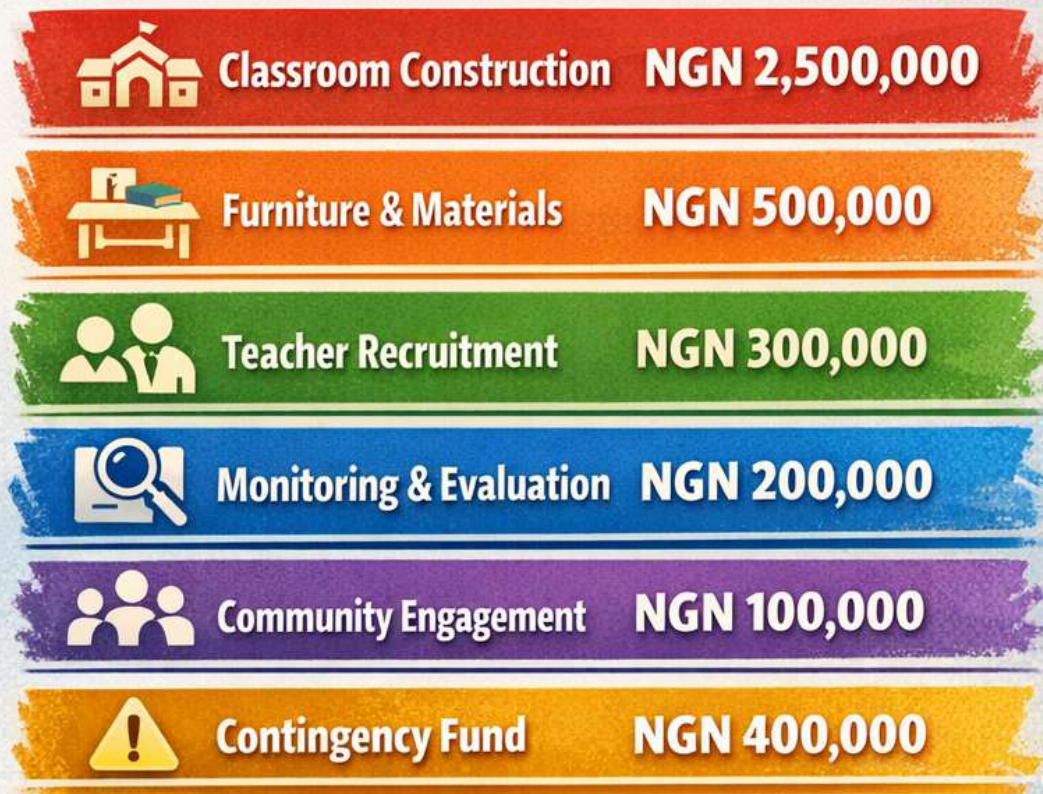 Classroom Construction NGN 2,500,000
Furniture & Materials NGN 500,000
Teacher Recruitment NGN 300,000
Monitoring & Evaluation NGN 200,000
Community Engagement NGN 100,000
Contingency Fund NGN 400,000